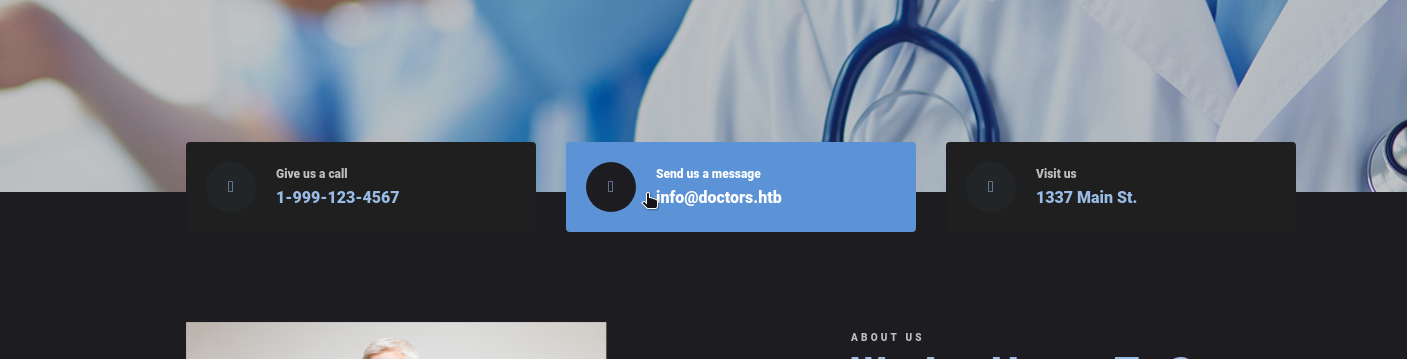 Give us a call
1-999-123-4567
Send us a message
info@doctors.htb
Visit us
1337 Main St.
ABOUT US